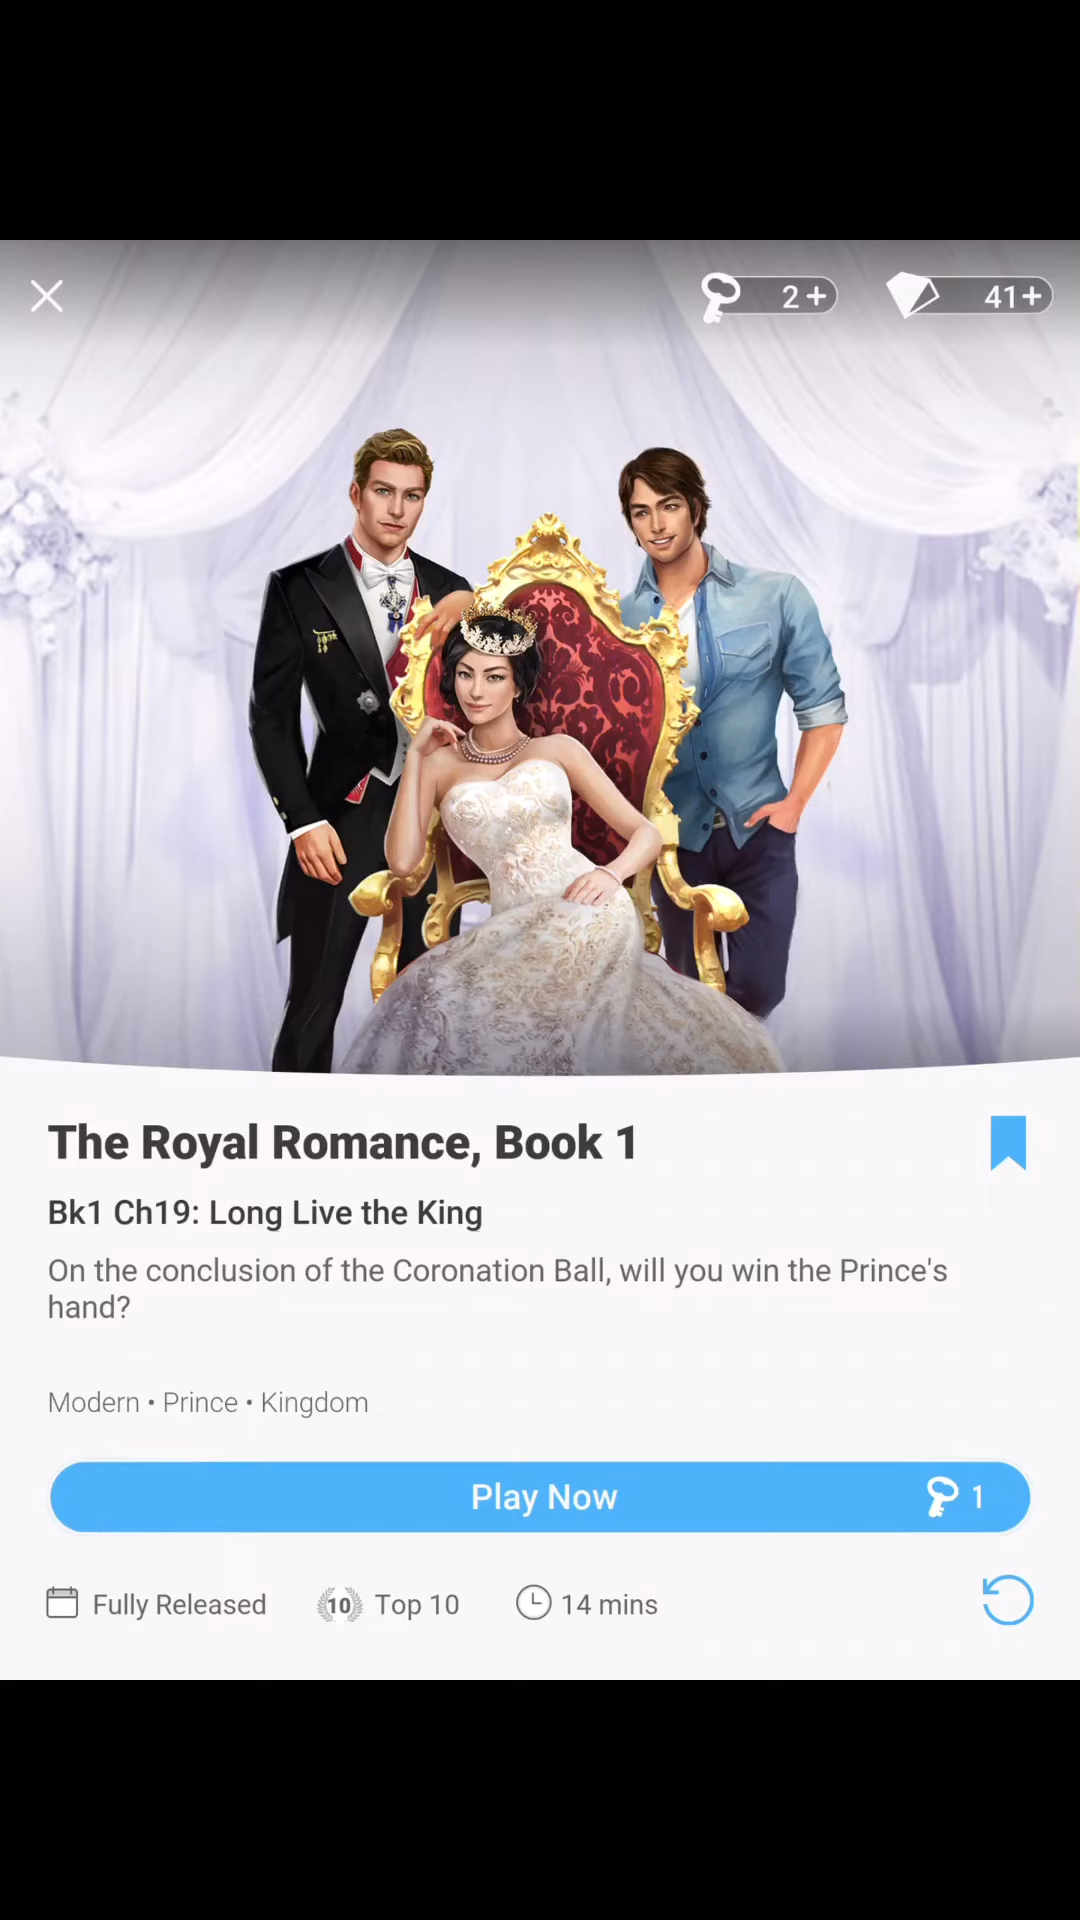 2+
41+
The Royal Romance, Book 1
Bk1 Ch19: Long Live the King
On the conclusion of the Coronation Ball, will you win the Prince's
hand?
Modern • Prince • Kingdom
Play Now 1
Fully Released 10 Top 10 14 mins